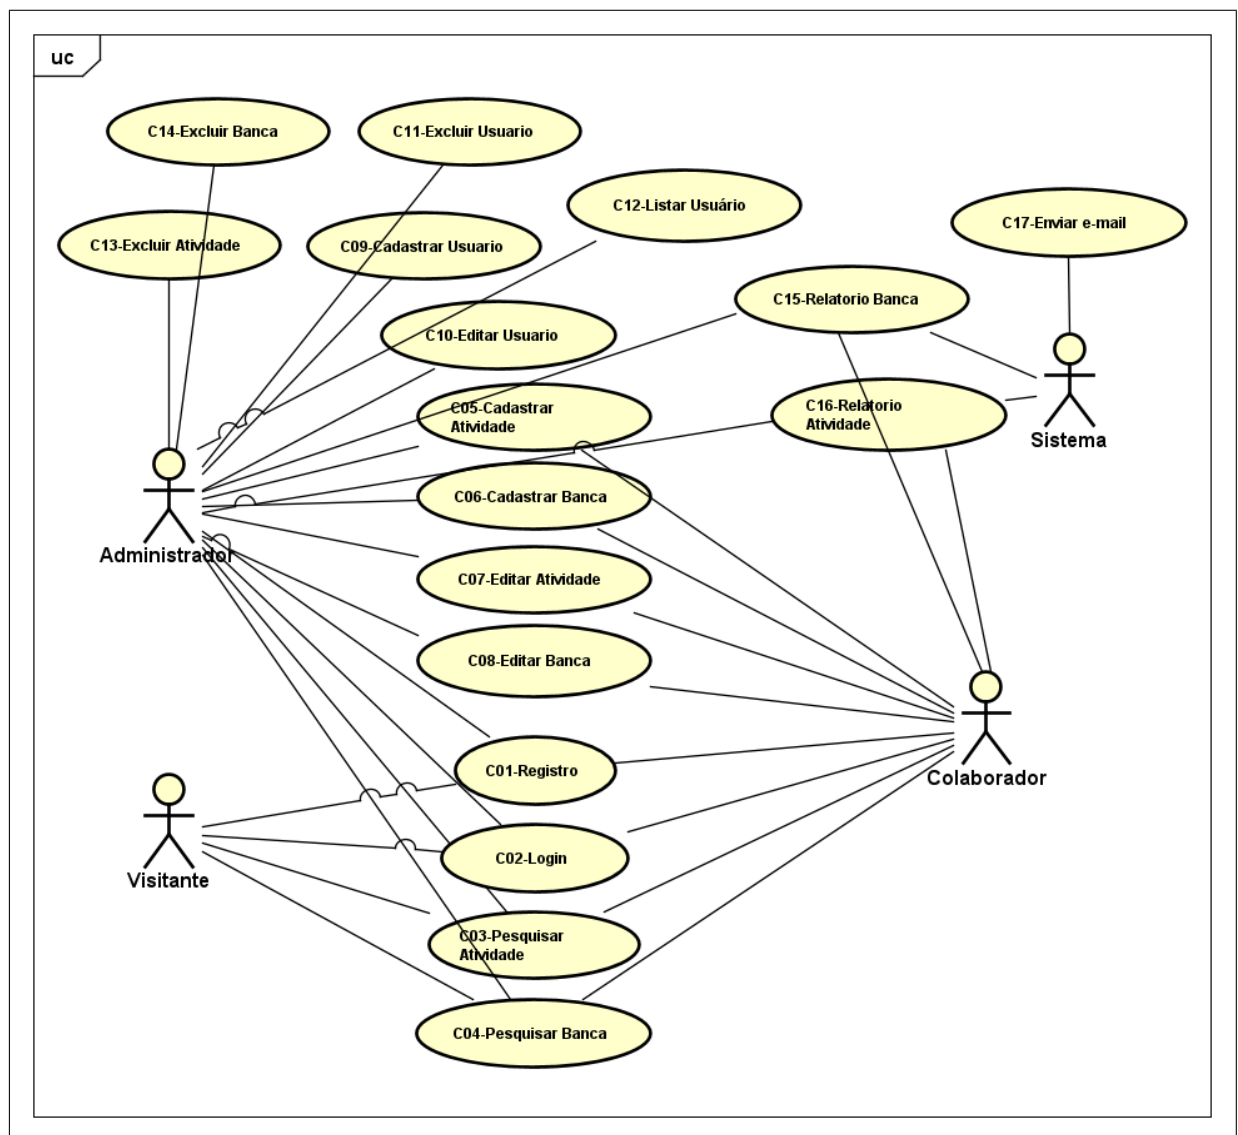 uc
C14-Excluir Banca
C11-Excluir Usuario
C12-Listar Usuário
C17-Enviar e-mail
C13-Excluir Atividade
C09-Cadastrar Usuario
C15-Relatorio Banca
C10-Editar Usuario
C05-Cadastrar
Atividade
C16-Relatorio
Atividade
Sistema
C06-Cadastrar Banca
Administrador
C07-Editar Atividade
C08-Editar Banca
C01-Registro
Colaborador
C02-Login
Visitante
C03-Pesquisar
Atividade
C04-Pesquisar Banca